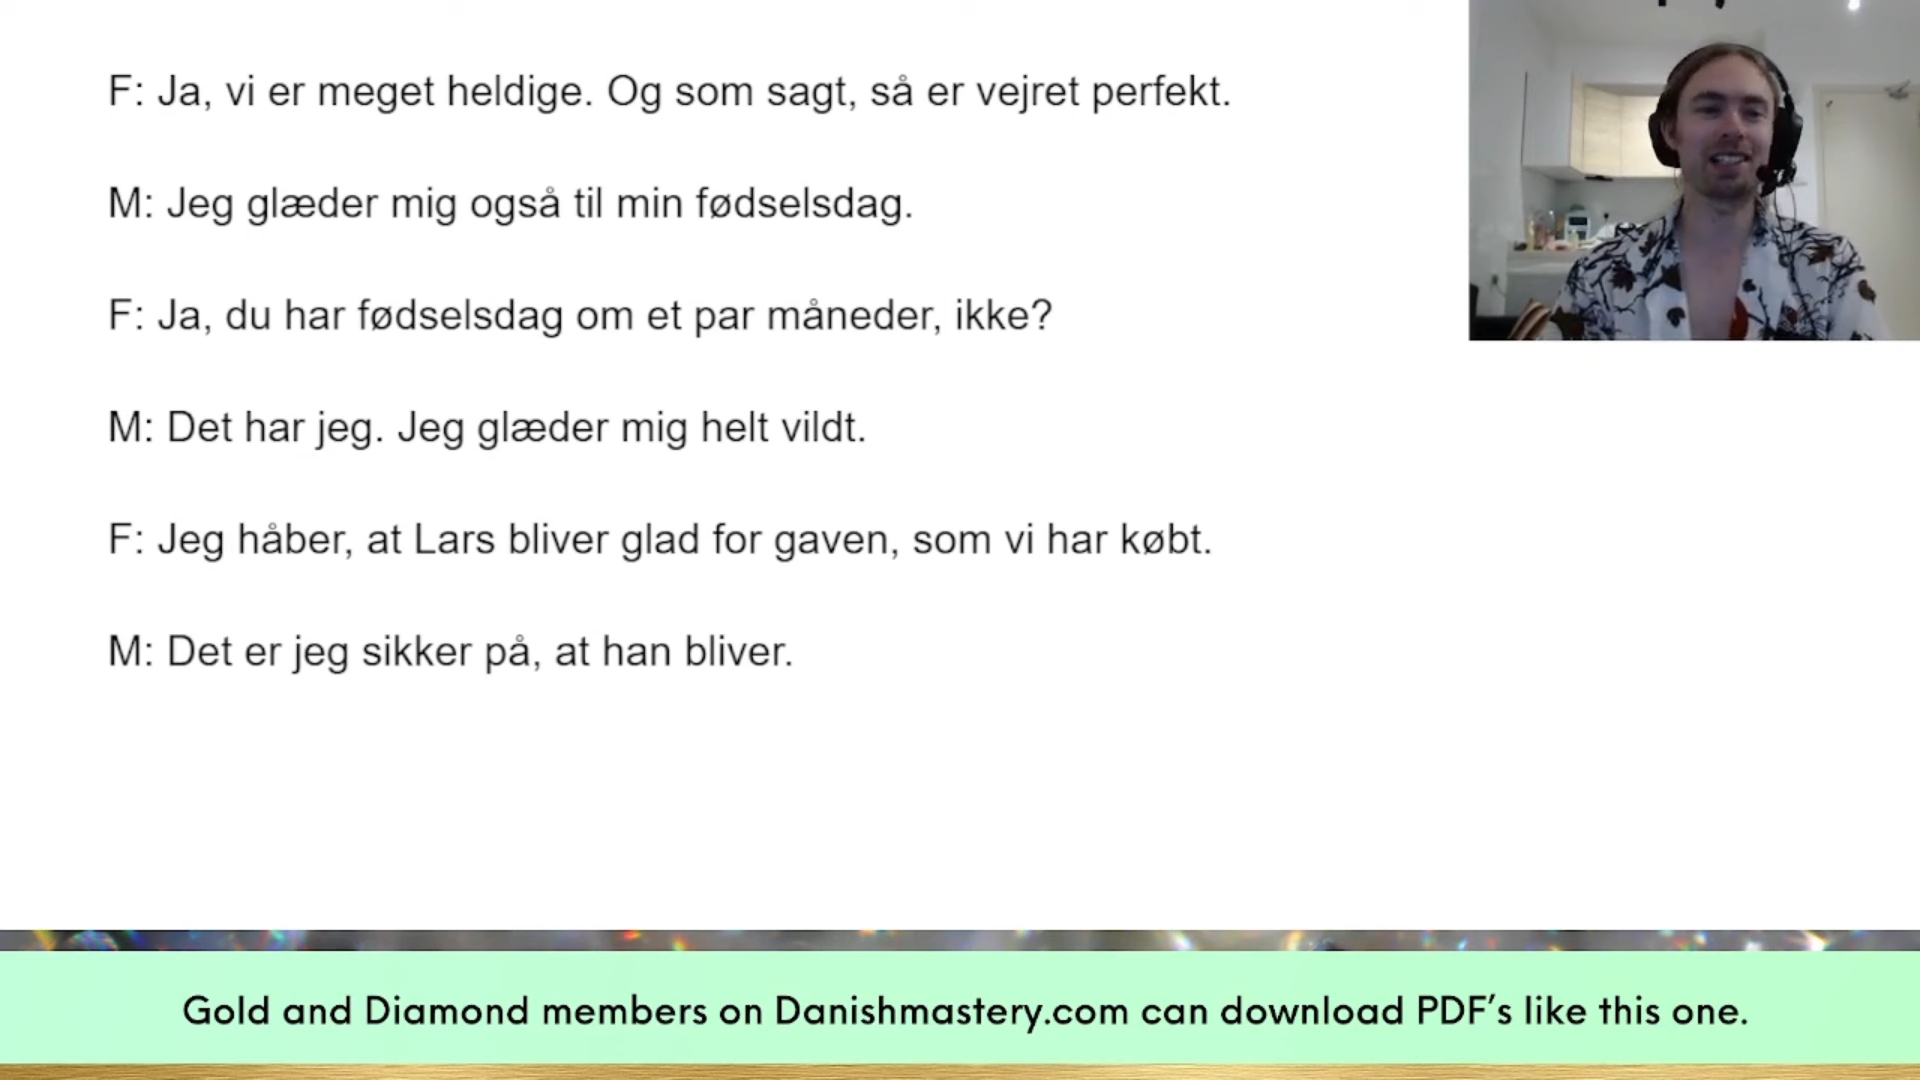 F: Ja, vi er meget heldige. Og som sagt, så er vejret perfekt.
M: Jeg glæder mig også til min fødselsdag.
F: Ja, du har fødselsdag om et par måneder, ikke?
M: Det har jeg. Jeg glæder mig helt vildt.
F: Jeg håber, at Lars bliver glad for gaven, som vi har købt.
M: Det er jeg sikker på, at han bliver.
Gold and Diamond members on Danishmastery.com can download PDF’s like this one.